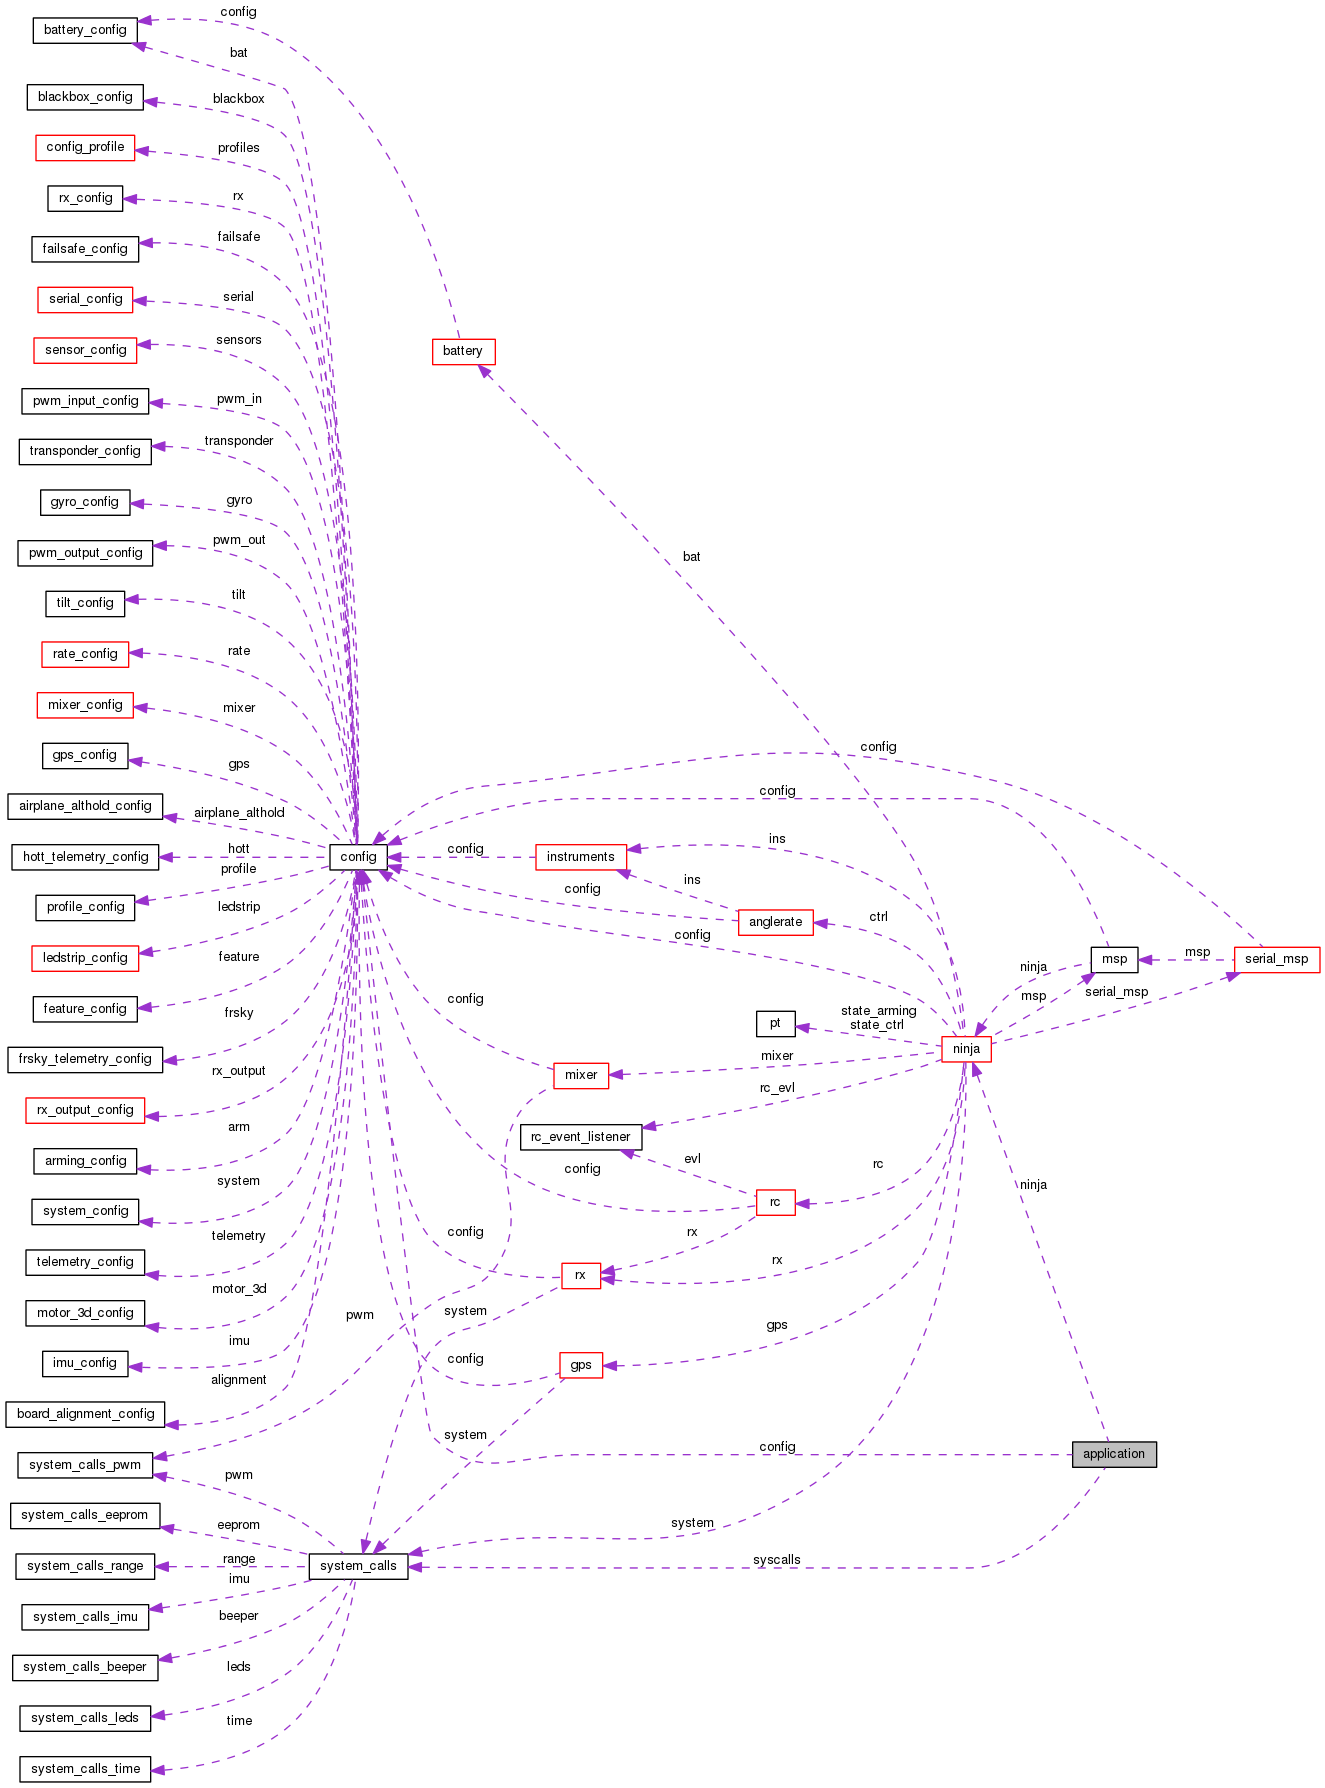 config
battery_config
bat
blackbox_config
blackbox
config_profile
profiles
rx_config
rx
failsafe_config
failsafe
serial_config
serial
sensor_config
sensors
battery
pwm_input_config
pwm_in
transponder_config
transponder
gyro_config
gyro
pwm_output_config
pwm_out
bat
tilt_config
tilt
rate_config
rate
mixer_config
mixer
gps_config
gps
config
config
airplane_althold_config
airplane_althold
ins
hott_telemetry_config
hott
config
config
instruments
profile
ins
config
profile_config
ledstrip
anglerate
ctrl
config
ledstrip_config
feature
msp
msp
serial_msp
ninja
msp
serial_msp
feature_config
frsky
config
state_arming
state_ctrl
pt
ninja
frsky_telemetry_config
rx_output
mixer
mixer
rc_evl
rx_output_config
arm
rc_event_listener
arming_config
system
config
evl
rc
ninja
system_config
telemetry
rc
config
rx
rx
telemetry_config
motor_3d
rx
motor_3d_config
imu
pwm
system
gps
imu_config
alignment
config
gps
board_alignment_config
system
config
application
system_calls_pwm
pwm
system_calls_eeprom
eeprom
system
system_calls_range
range
system_calls
syscalls
imu
system_calls_imu
beeper
system_calls_beeper
leds
system_calls_leds
time
system_calls_time